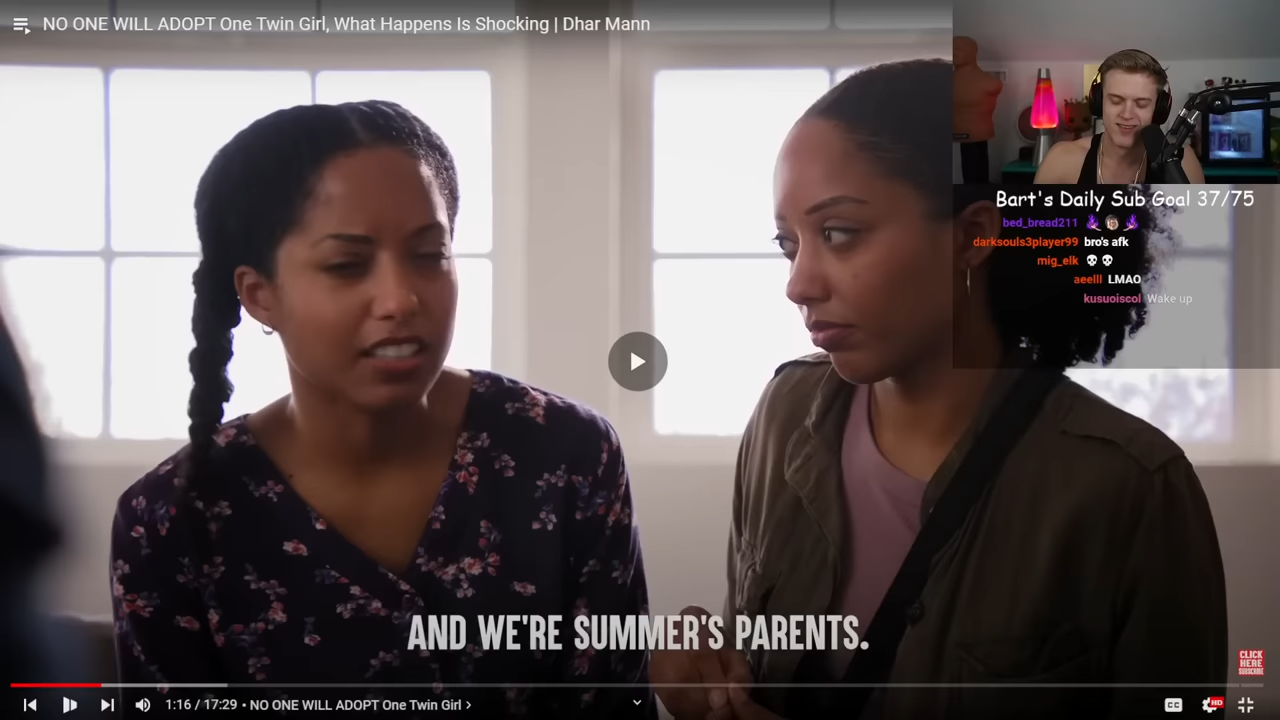 NO ONE WILL ADOPT One Twin Girl, What Happens Is Shocking | Dhar Mann
Bart's Daily Sub Goal 37/75
bed_bread211
darksouls3player99 bro's afk
mig_elk
aeelll LMAO
kusuoiscol Wake up
AND WE'RE SUMMER'S PARENTS.
CLICK
HERE
SUBSCRIBE
1:16 / 17:29 • NO ONE WILL ADOPT One Twin Girl ›
CC
HD